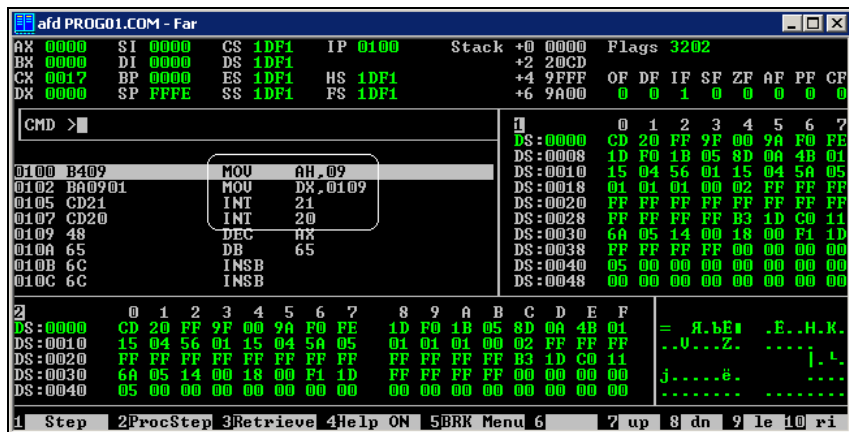 afd PROG01.COM - Far
AX 0000 SI 0000 CS 1DF1 IP 0100 Stack +0 0000 Flags 3202
BX 0000 DI 0000 DS 1DF1 +2 20CD
CX 0017 BP 0000 ES 1DF1 HS 1DF1 +4 9FFF OF DF IF SF ZF AF PF CF
DX 0000 SP FFFE SS 1DF1 FS 1DF1 +6 9A00 0 0 1 0 0 0 0 0
CMD > 1 0 1 2 3 4 5 6 7
DS:0000 CD 20 FF 9F 00 9A F0 FE
DS:0008 1D F0 1B 05 8D 0A 4B 01
0100 B409 MOV AH,09 DS:0010 15 04 56 01 15 04 5A 05
0102 BA0901 MOV DX,0109 DS:0018 01 01 01 00 02 FF FF FF
0105 CD21 INT 21 DS:0020 FF FF FF FF FF FF FF FF
0107 CD20 INT 20 DS:0028 FF FF FF FF B3 1D C0 11
0109 48 DEC AX DS:0030 6A 05 14 00 18 00 F1 1D
010A 65 DB 65 DS:0038 FF FF FF FF 00 00 00 00
010B 6C INSB DS:0040 05 00 00 00 00 00 00 00
010C 6C INSB DS:0048 00 00 00 00 00 00 00 00
2 0 1 2 3 4 5 6 7 8 9 A B C D E F
DS:0000 CD 20 FF 9F 00 9A F0 FE 1D F0 1B 05 8D 0A 4B 01 = Я.ЪЁ■ .Ё..Н.К.
DS:0010 15 04 56 01 15 04 5A 05 01 01 01 00 02 FF FF FF ..V...Z. .....
DS:0020 FF FF FF FF FF FF FF FF FF FF FF FF B3 1D C0 11 |.└.
DS:0030 6A 05 14 00 18 00 F1 1D FF FF FF FF 00 00 00 00 j.....ё. ....
DS:0040 05 00 00 00 00 00 00 00 00 00 00 00 00 00 00 00 ........ ........
1 Step 2ProcStep 3Retrieve 4Help ON 5BRK Menu 6 7 up 8 dn 9 le 10 ri